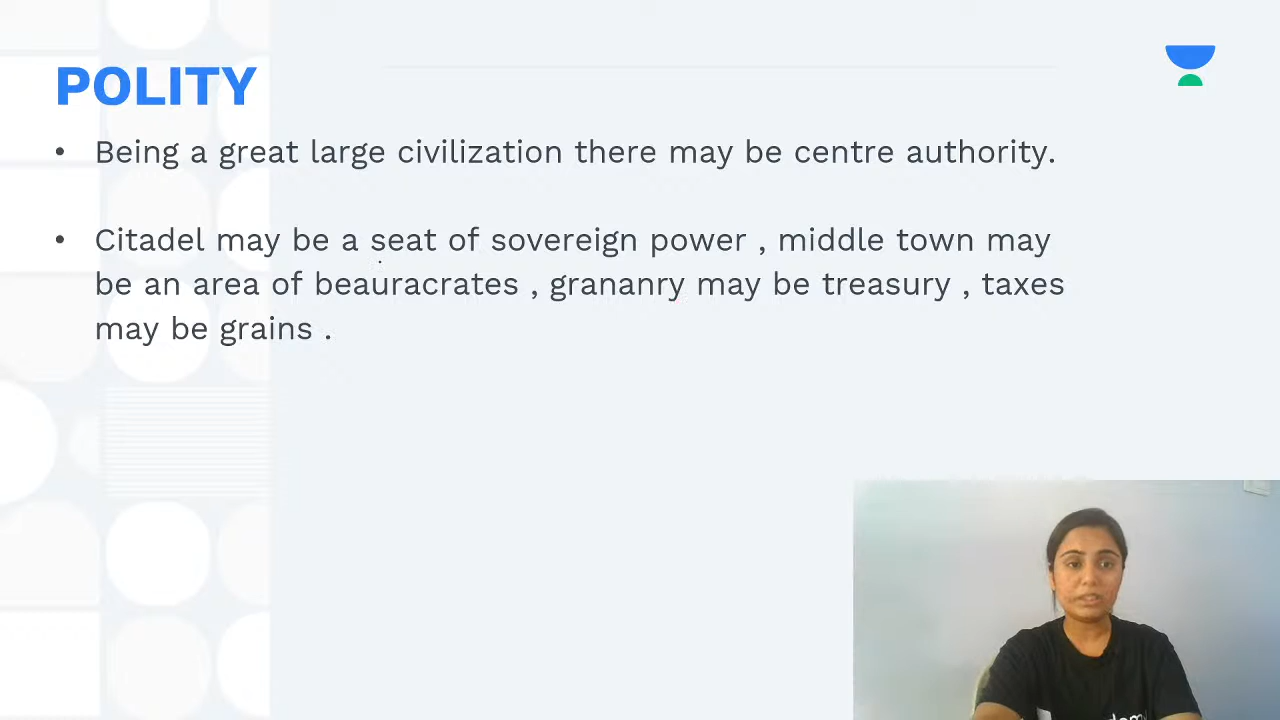 POLITY
• Being a great large civilization there may be centre authority.
• Citadel may be a seat of sovereign power , middle town may
be an area of beauracrates , grananry may be treasury , taxes
may be grains .